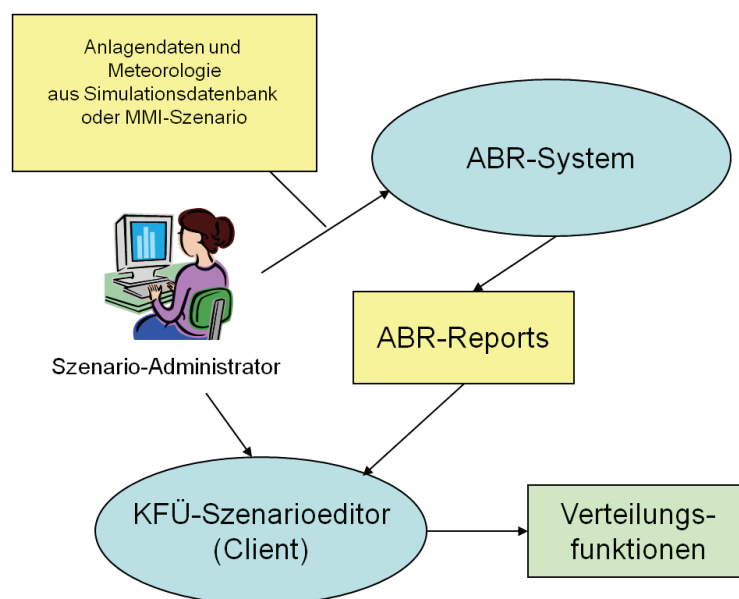 Anlagendaten und
Meteorologie
aus Simulationsdatenbank
oder MMI-Szenario
ABR-System
ABR-Reports
Szenario-Administrator
KFÜ-Szenarioeditor
(Client)
Verteilungs-
funktionen